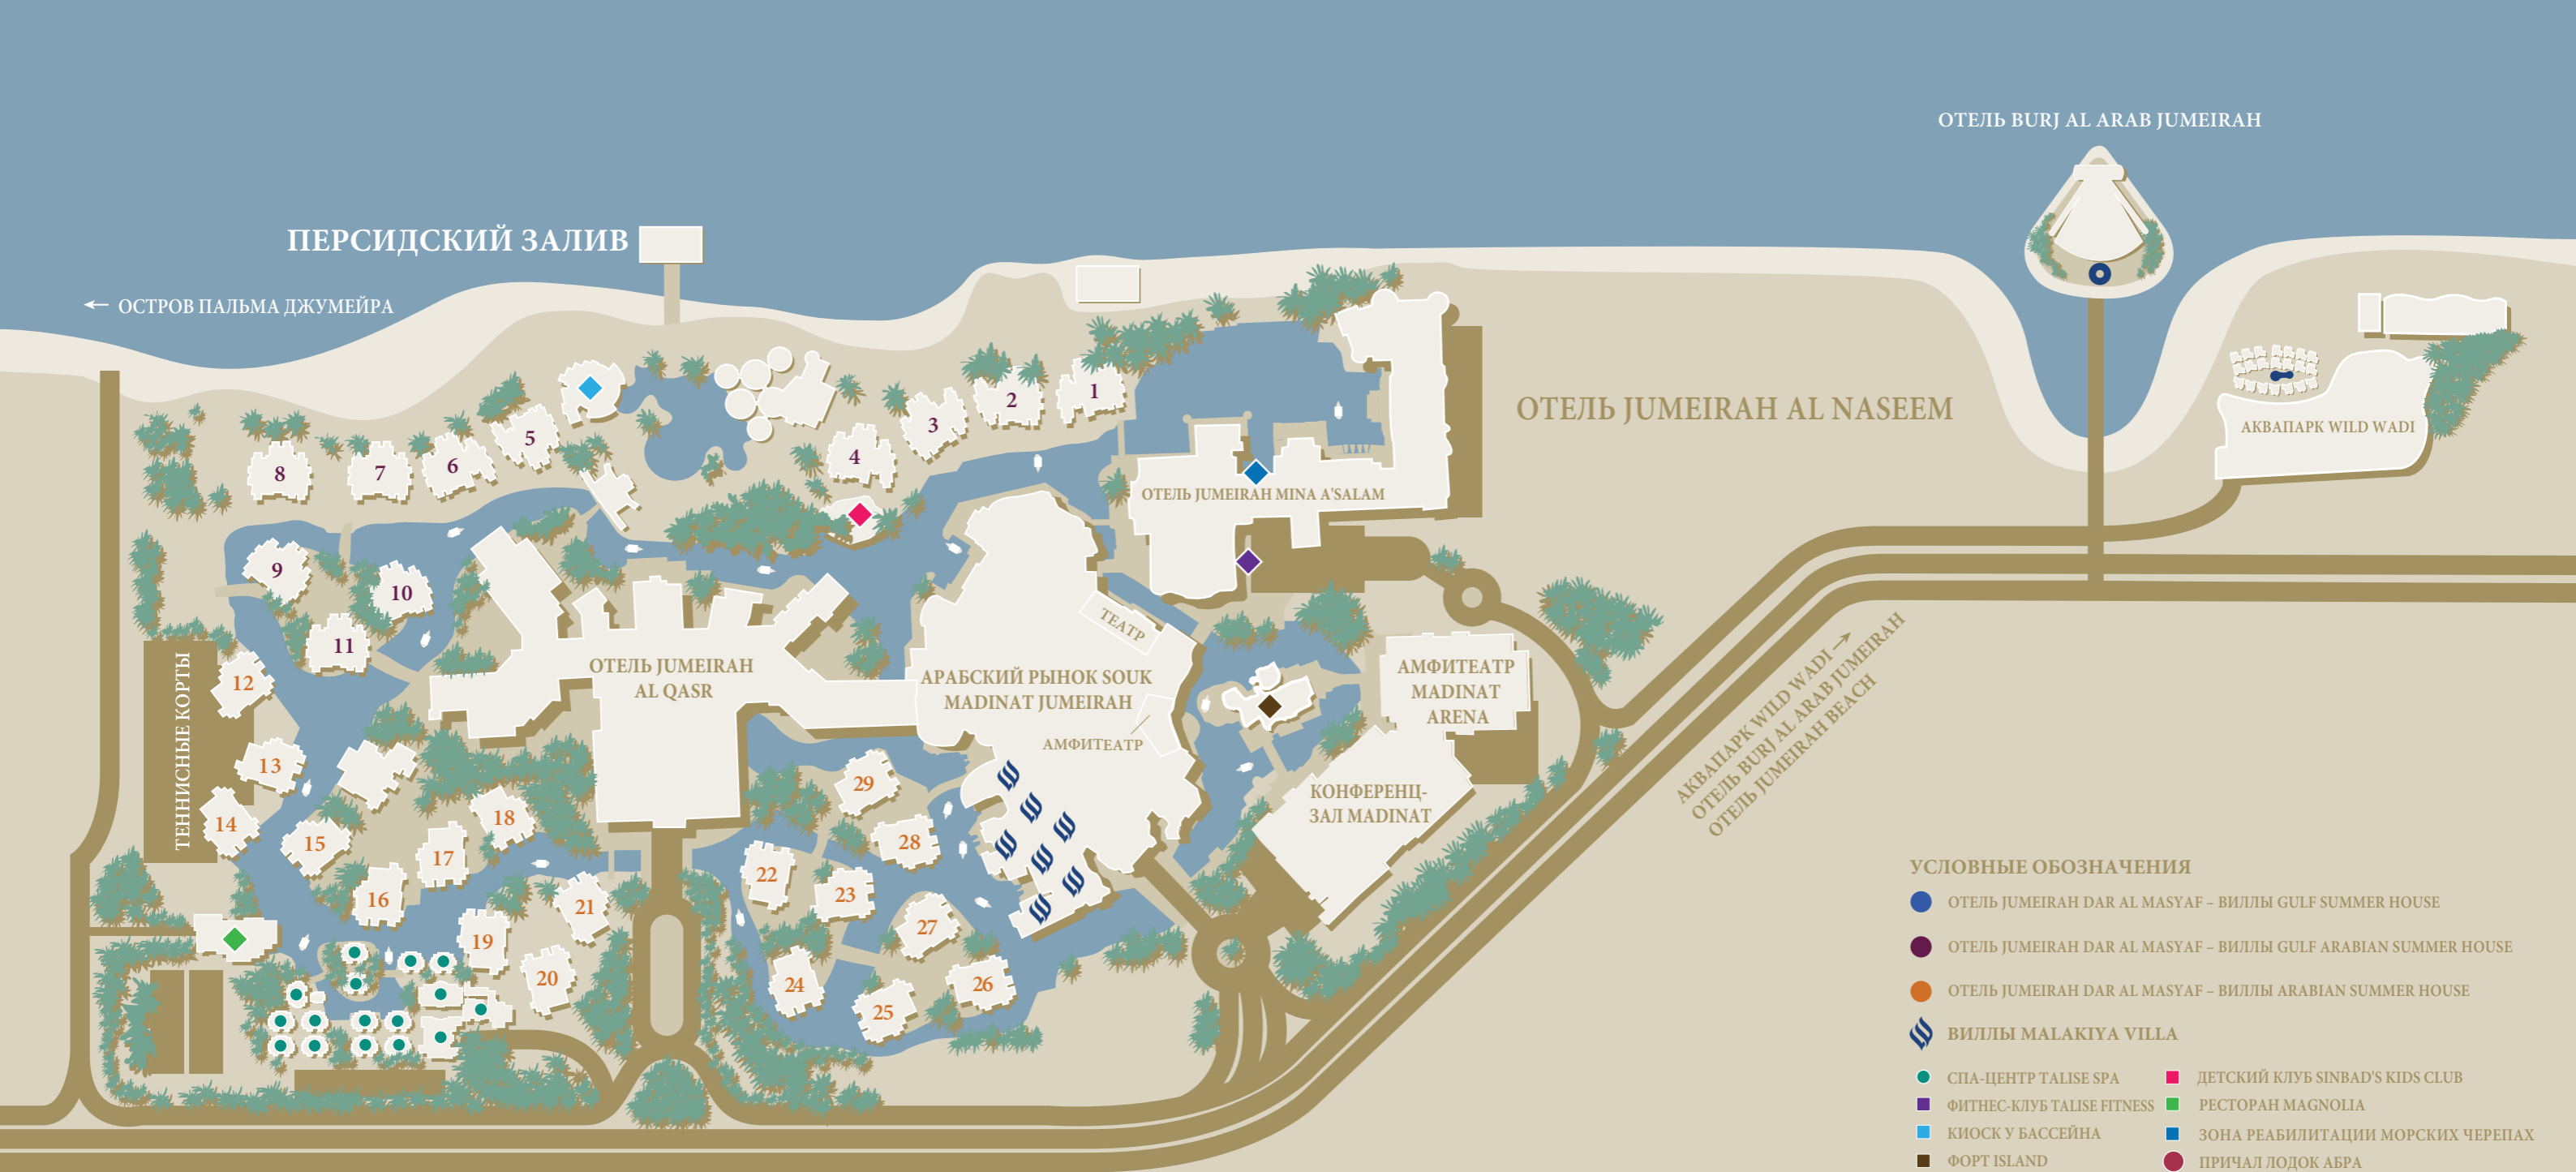 ОТЕЛЬ BURJ AL ARAB JUMEIRAH
ПЕРСИДСКИЙ ЗАЛИВ
← ОСТРОВ ПАЛЬМА ДЖУМЕЙРА
ОТЕЛЬ JUMEIRAH AL NASEEM
АКВАПАРК WILD WADI
1
2
3
4
5
6
7
8
ОТЕЛЬ JUMEIRAH MINA A'SALAM
9
10
11
12
13
14
15
16
17
18
19
20
21
22
23
24
25
26
27
28
29
ТЕННИСНЫЕ КОРТЫ
ОТЕЛЬ JUMEIRAH
AL QASR
ТЕАТР
АРАБСКИЙ РЫНОК SOUK
MADINAT JUMEIRAH
АМФИТЕАТР
АМФИТЕАТР
MADINAT
ARENA
КОНФЕРЕНЦ-
ЗАЛ MADINAT
АКВАПАРК WILD WADI →
ОТЕЛЬ BURJ AL ARAB JUMEIRAH
ОТЕЛЬ JUMEIRAH BEACH
УСЛОВНЫЕ ОБОЗНАЧЕНИЯ
ОТЕЛЬ JUMEIRAH DAR AL MASYAF – ВИЛЛЫ GULF SUMMER HOUSE
ОТЕЛЬ JUMEIRAH DAR AL MASYAF – ВИЛЛЫ GULF ARABIAN SUMMER HOUSE
ОТЕЛЬ JUMEIRAH DAR AL MASYAF – ВИЛЛЫ ARABIAN SUMMER HOUSE
ВИЛЛЫ MALAKIYA VILLA
СПА-ЦЕНТР TALISE SPA
ФИТНЕС-КЛУБ TALISE FITNESS
КИОСК У БАССЕЙНА
ФОРТ ISLAND
ДЕТСКИЙ КЛУБ SINBAD'S KIDS CLUB
РЕСТОРАН MAGNOLIA
ЗОНА РЕАБИЛИТАЦИИ МОРСКИХ ЧЕРЕПАХ
ПРИЧАЛ ЛОДОК АБРА